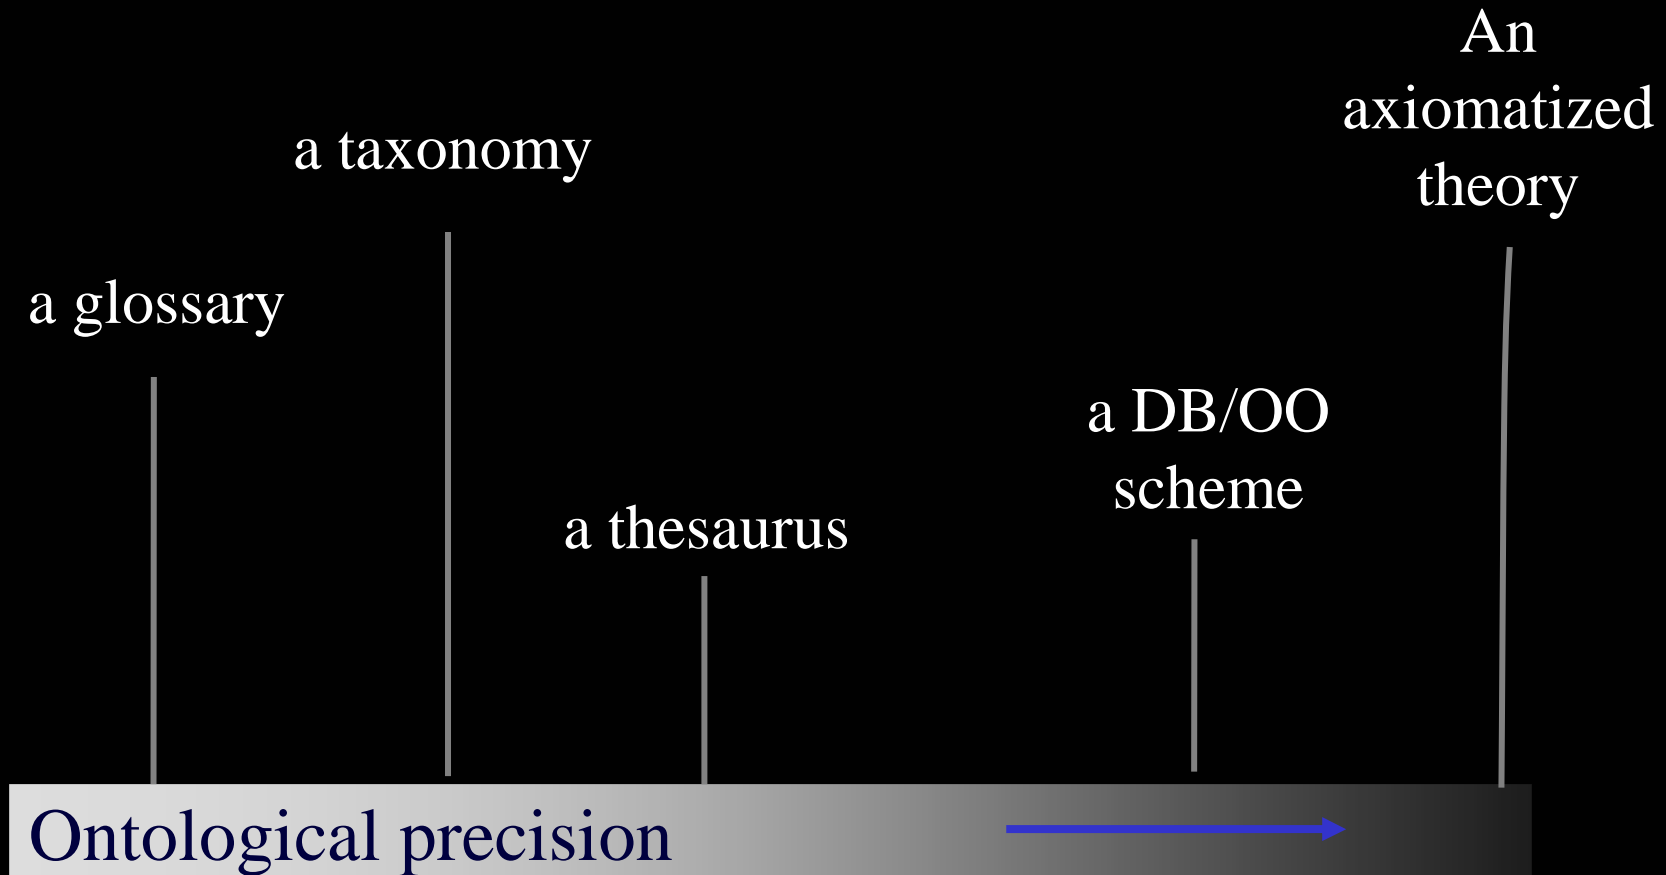 An
axiomatized
theory
a taxonomy
a glossary
a DB/OO
scheme
a thesaurus
Ontological precision